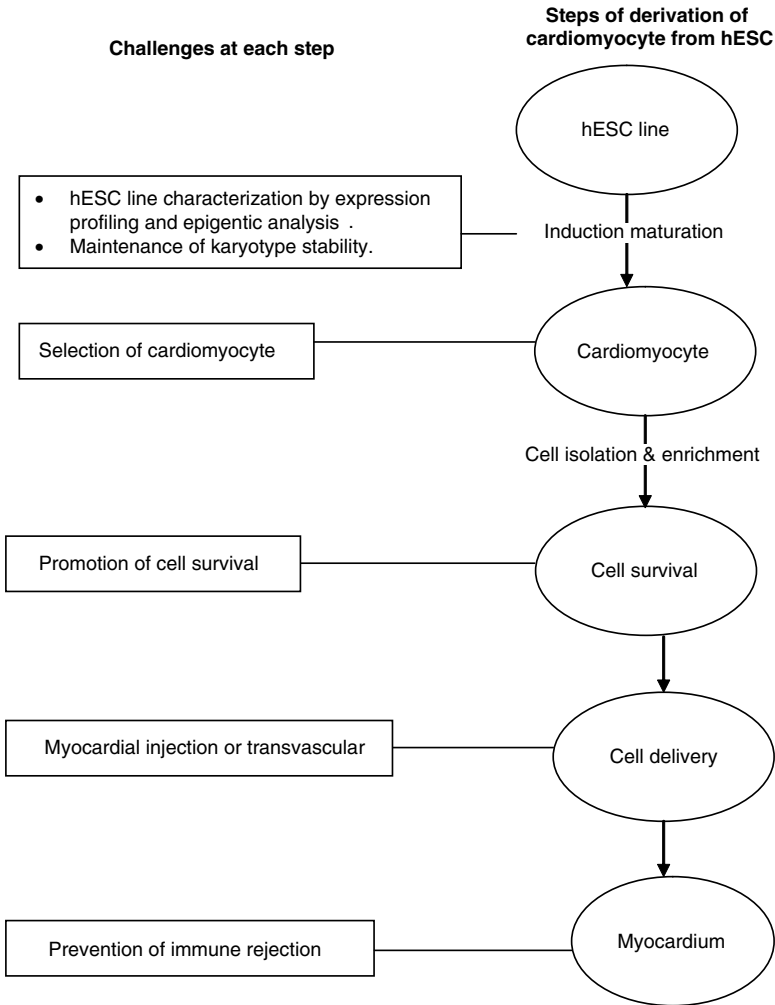 Challenges at each step
Steps of derivation of
cardiomyocyte from hESC
hESC line
• hESC line characterization by expression
profiling and epigentic analysis .
• Maintenance of karyotype stability.
Induction maturation
Selection of cardiomyocyte
Cardiomyocyte
Cell isolation & enrichment
Promotion of cell survival
Cell survival
Myocardial injection or transvascular
Cell delivery
Prevention of immune rejection
Myocardium